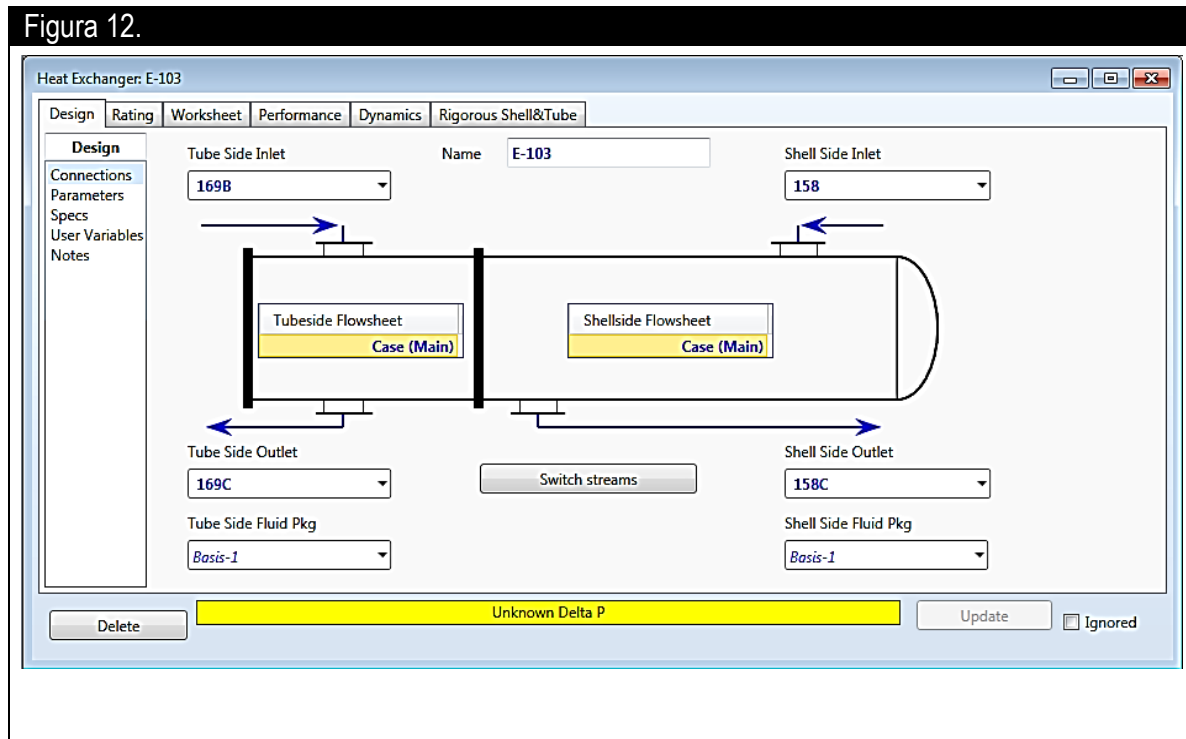 Figura 12.
Heat Exchanger: E-103
Design Rating Worksheet Performance Dynamics Rigorous Shell&Tube
Design
Connections
Parameters
Specs
User Variables
Notes
Tube Side Inlet
Name E-103
Shell Side Inlet
169B
158
Tubeside Flowsheet
Case (Main)
Shellside Flowsheet
Case (Main)
Tube Side Outlet
169C
Switch streams
Shell Side Outlet
158C
Tube Side Fluid Pkg
Basis-1
Shell Side Fluid Pkg
Basis-1
Delete
Unknown Delta P
Update
Ignored